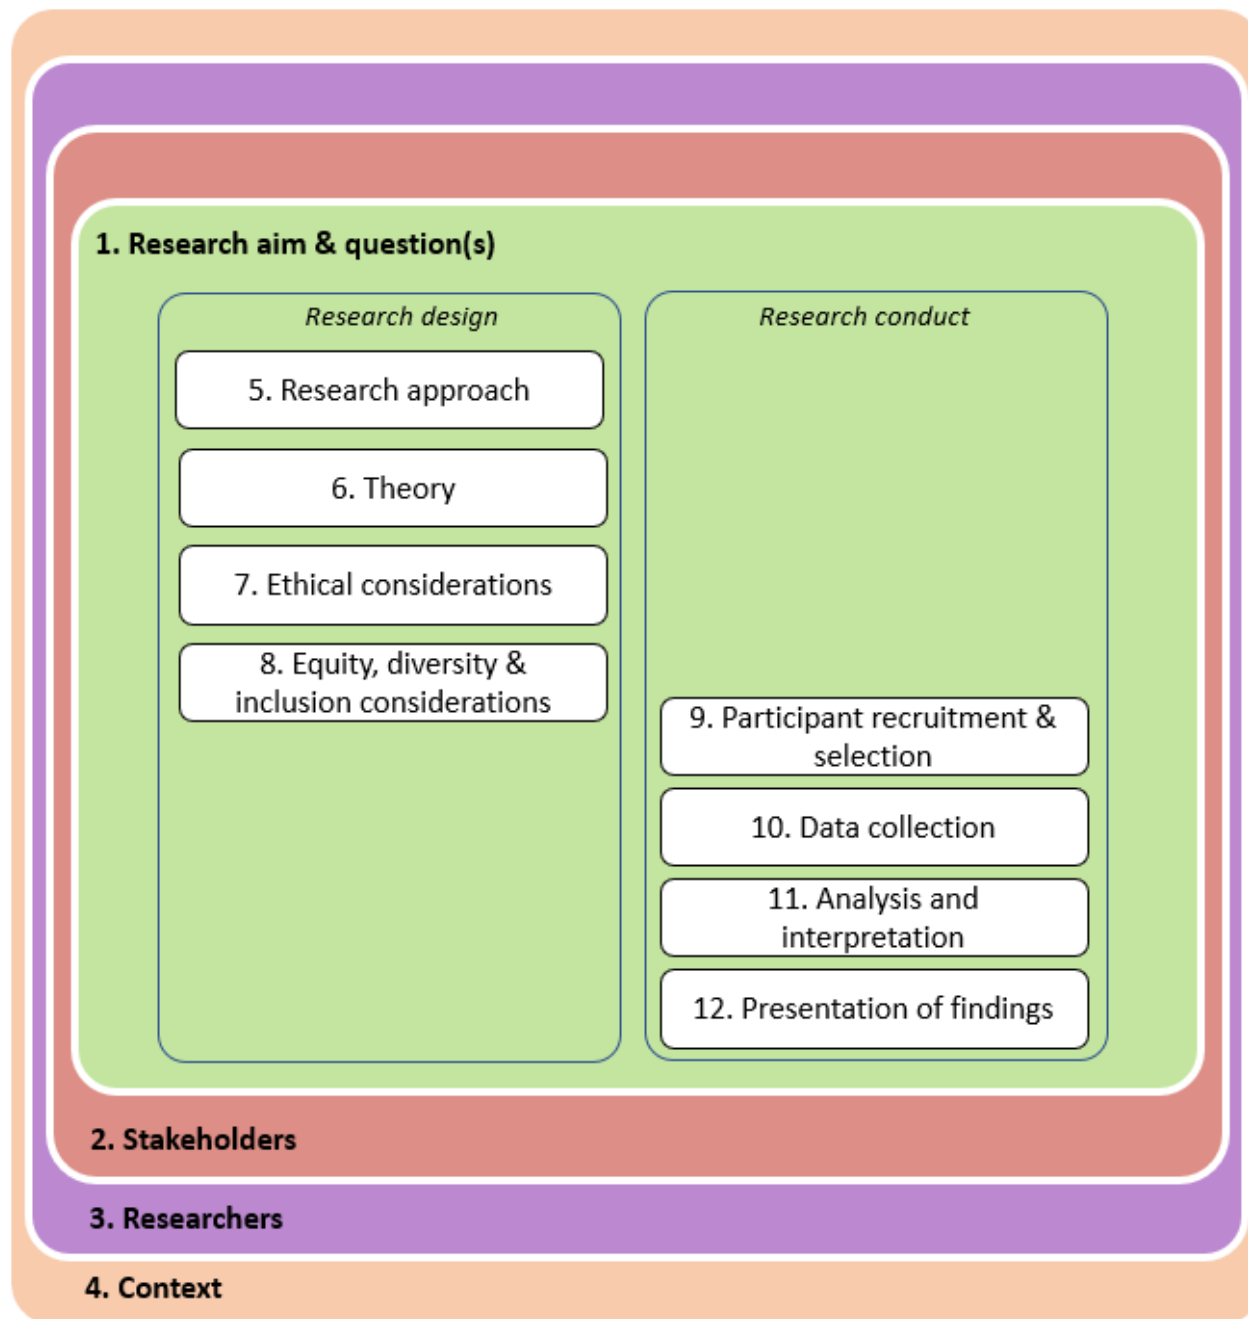 1. Research aim & question(s)
Research design
5. Research approach
6. Theory
7. Ethical considerations
8. Equity, diversity &
inclusion considerations
Research conduct
9. Participant recruitment &
selection
10. Data collection
11. Analysis and
interpretation
12. Presentation of findings
2. Stakeholders
3. Researchers
4. Context